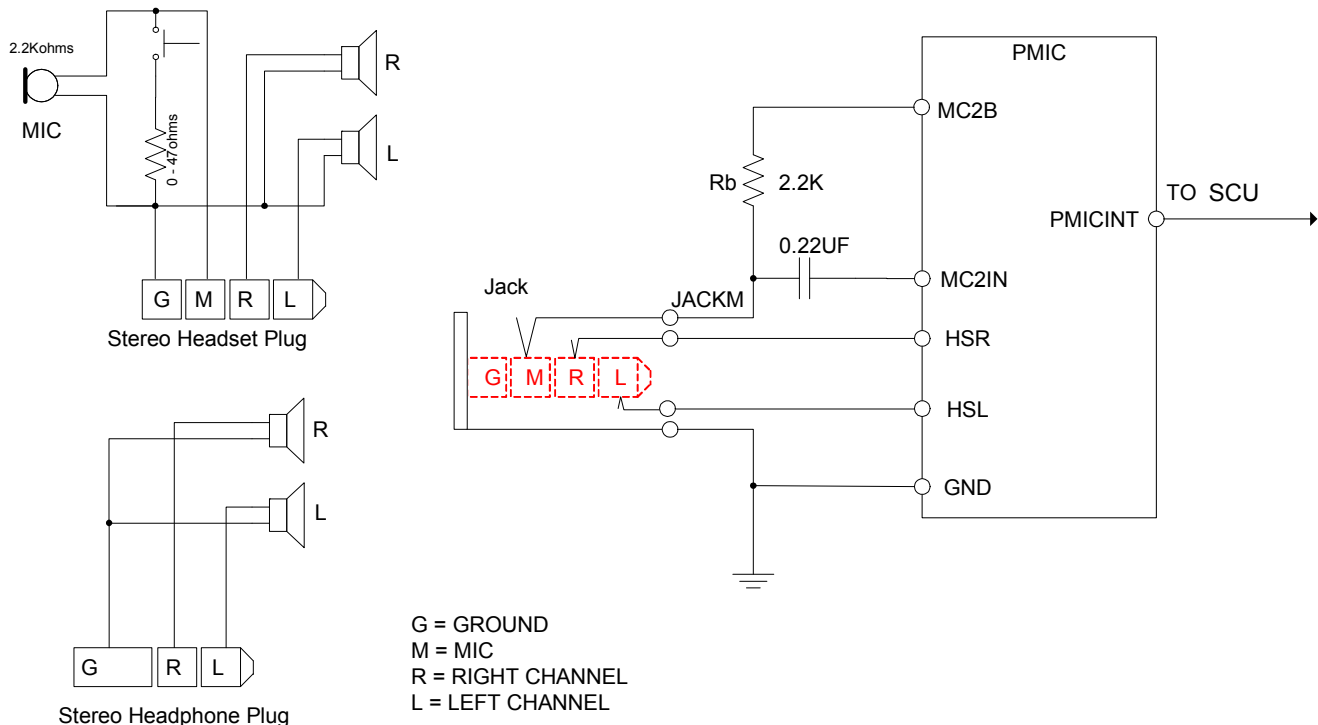 2.2Kohms
MIC
0 - 47ohms
R
L
G M R L
Stereo Headset Plug
R
L
G R L
Stereo Headphone Plug
G = GROUND
M = MIC
R = RIGHT CHANNEL
L = LEFT CHANNEL
Jack
JACKM
G M R L
Rb 2.2K
0.22UF
PMIC
MC2B
PMICINT
TO SCU
MC2IN
HSR
HSL
GND